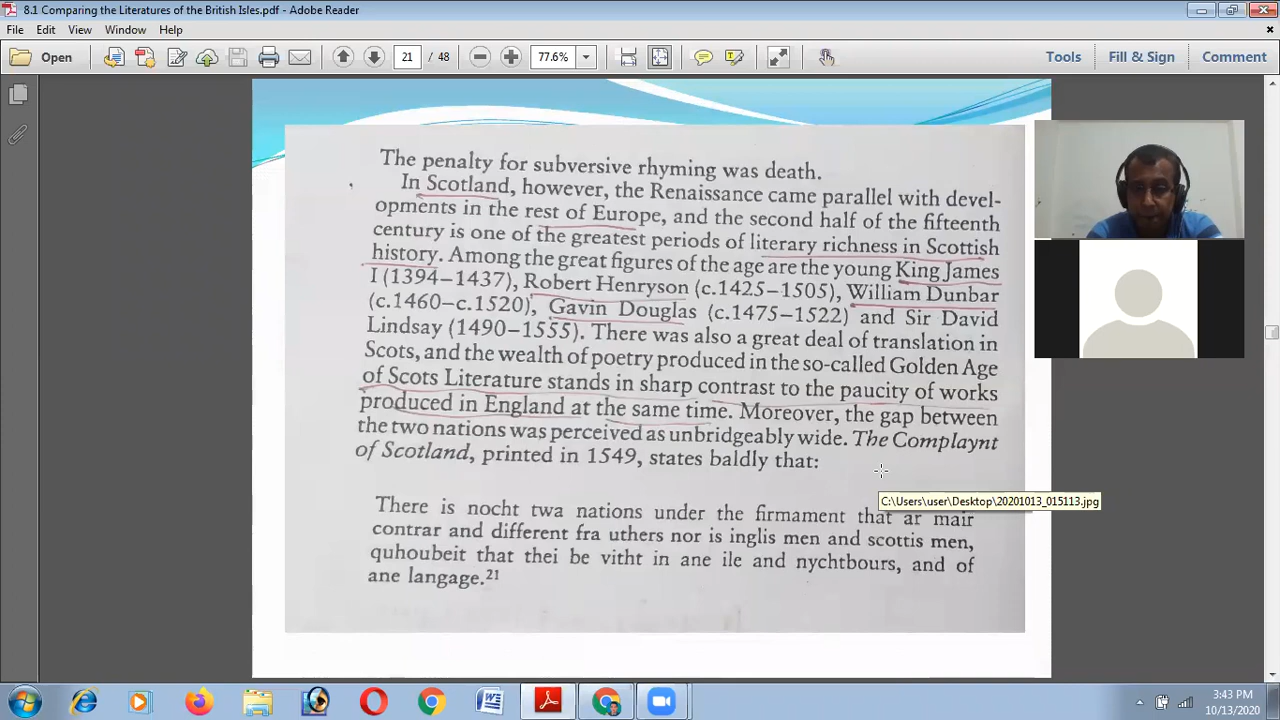 8.1 Comparing the Literatures of the British Isles.pdf - Adobe Reader
File Edit View Window Help
Open 21 / 48 77.6% Tools Fill & Sign Comment
The penalty for subversive rhyming was death.
In Scotland, however, the Renaissance came parallel with devel-
opments in the rest of Europe, and the second half of the fifteenth
century is one of the greatest periods of literary richness in Scottish
history. Among the great figures of the age are the young King James
I (1394–1437), Robert Henryson (c.1425–1505), William Dunbar
(c.1460–c.1520), Gavin Douglas (c.1475–1522) and Sir David
Lindsay (1490–1555). There was also a great deal of translation in
Scots, and the wealth of poetry produced in the so-called Golden Age
of Scots Literature stands in sharp contrast to the paucity of works
produced in England at the same time. Moreover, the gap between
the two nations was perceived as unbridgeably wide. The Complaynt
of Scotland, printed in 1549, states baldly that:
C:\Users\user\Desktop\20201013_015113.jpg
There is nocht twa nations under the firmament that ar mair
contrar and different fra uthers nor is inglis men and scottis men,
quhoubeit that thei be vitht in ane ile and nychtbours, and of
ane langage.21
3:43 PM
10/13/2020